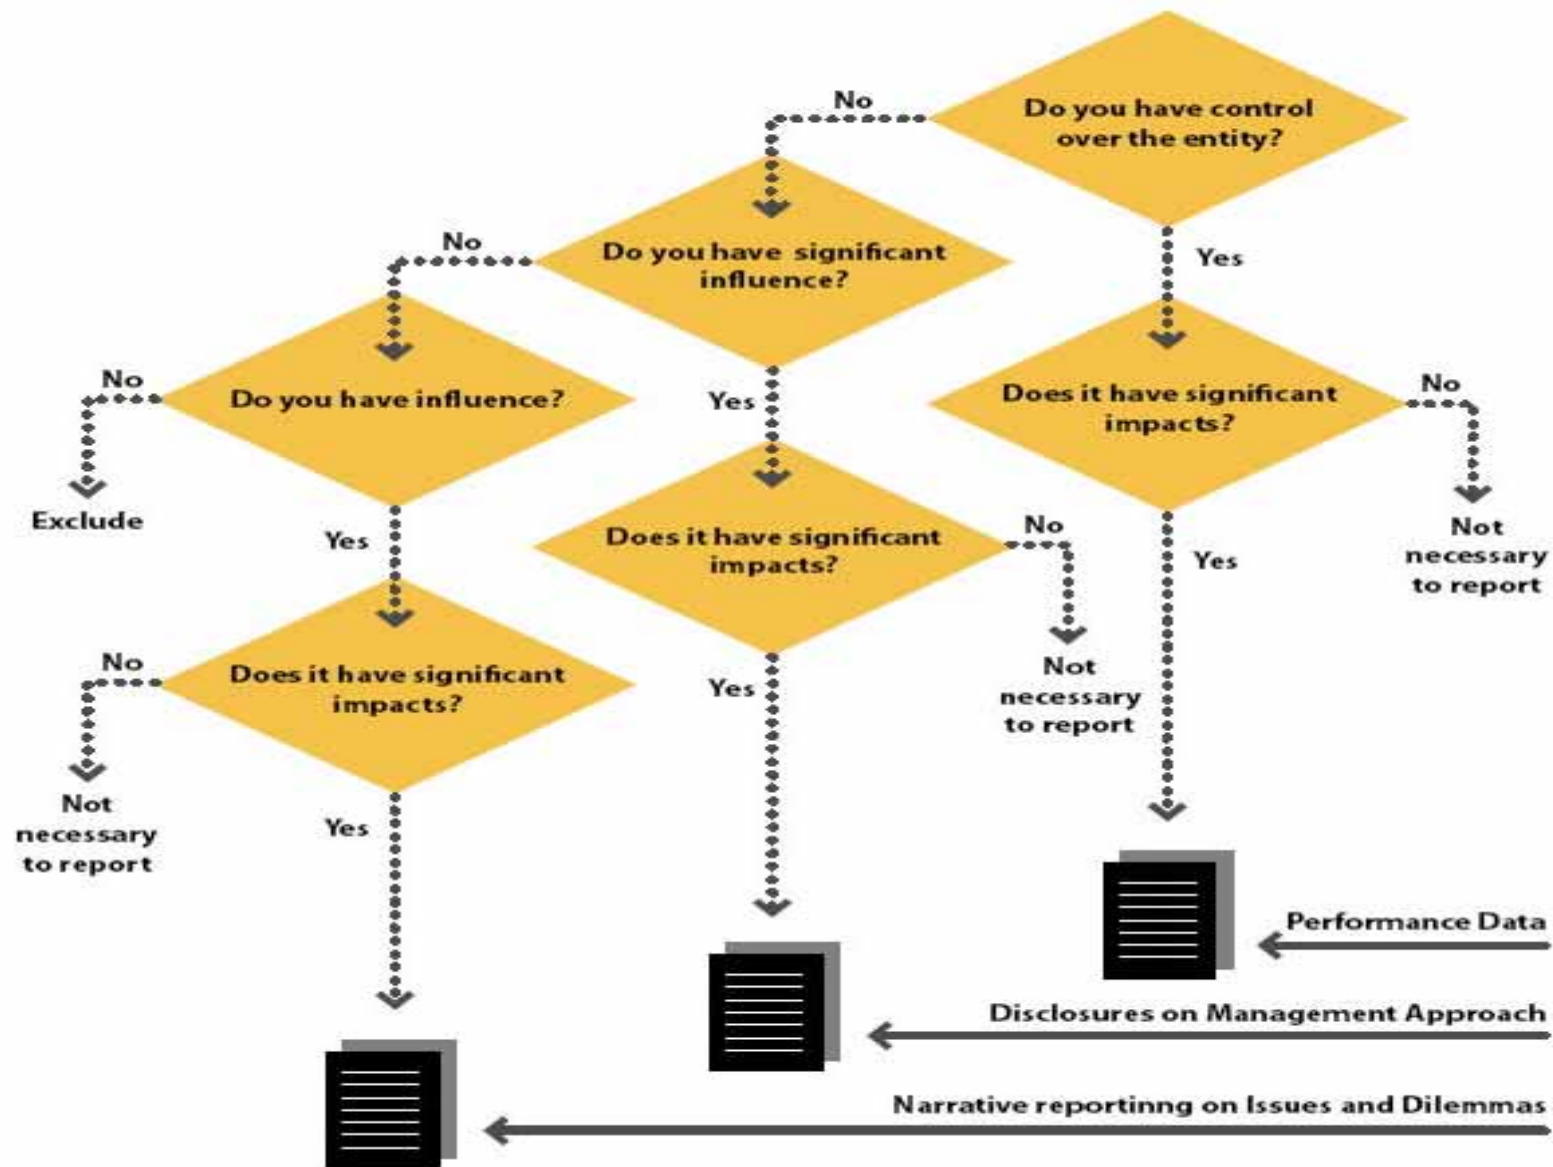 No
Do you have control
over the entity?
No
Do you have significant
influence?
Yes
No
Do you have influence?
Yes
Does it have significant
impacts?
No
Exclude
Yes
Does it have significant
impacts?
No
Not
necessary
to report
Yes
No
Does it have significant
impacts?
Yes
Not
necessary
to report
Yes
Not
necessary
to report
Yes
Performance Data
Disclosures on Management Approach
Narrative reportinng on Issues and Dilemmas